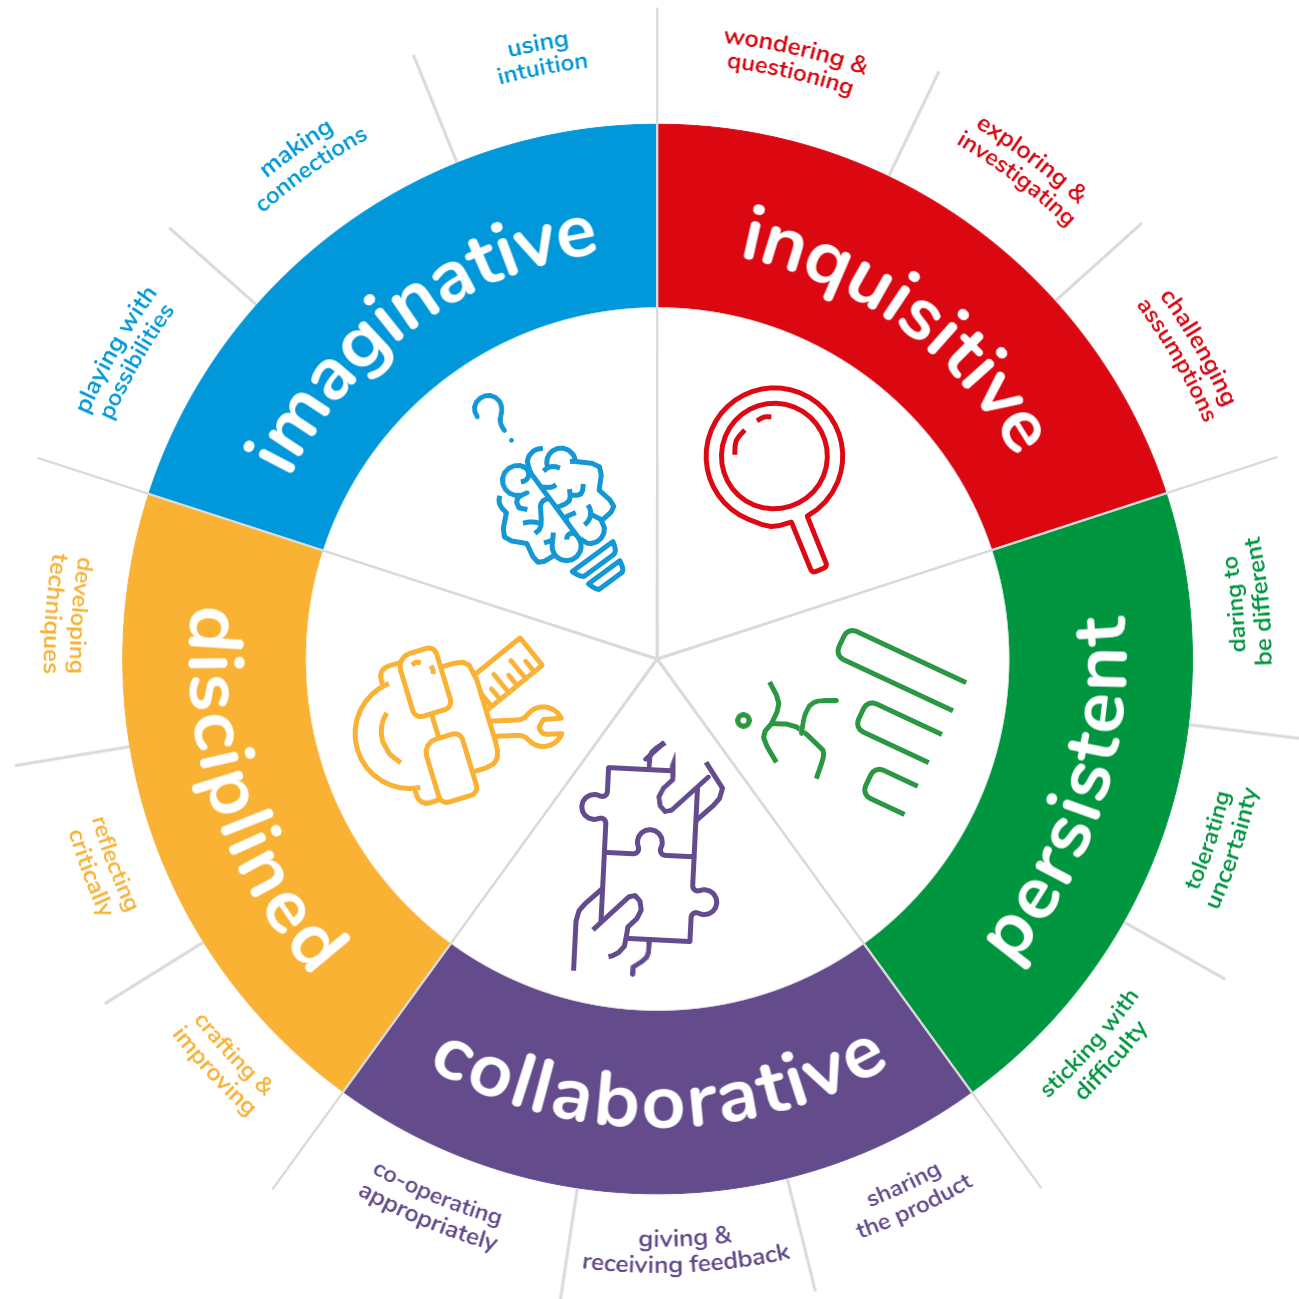 inquisitive
wondering &
questioning
exploring &
investigating
challenging
assumptions
persistent
daring to
be different
tolerating
uncertainty
sticking with
difficulty
collaborative
sharing
the product
giving &
receiving feedback
co-operating
appropriately
disciplined
crafting &
improving
reflecting
critically
developing
techniques
imaginative
playing with
possibilities
making
connections
using
intuition